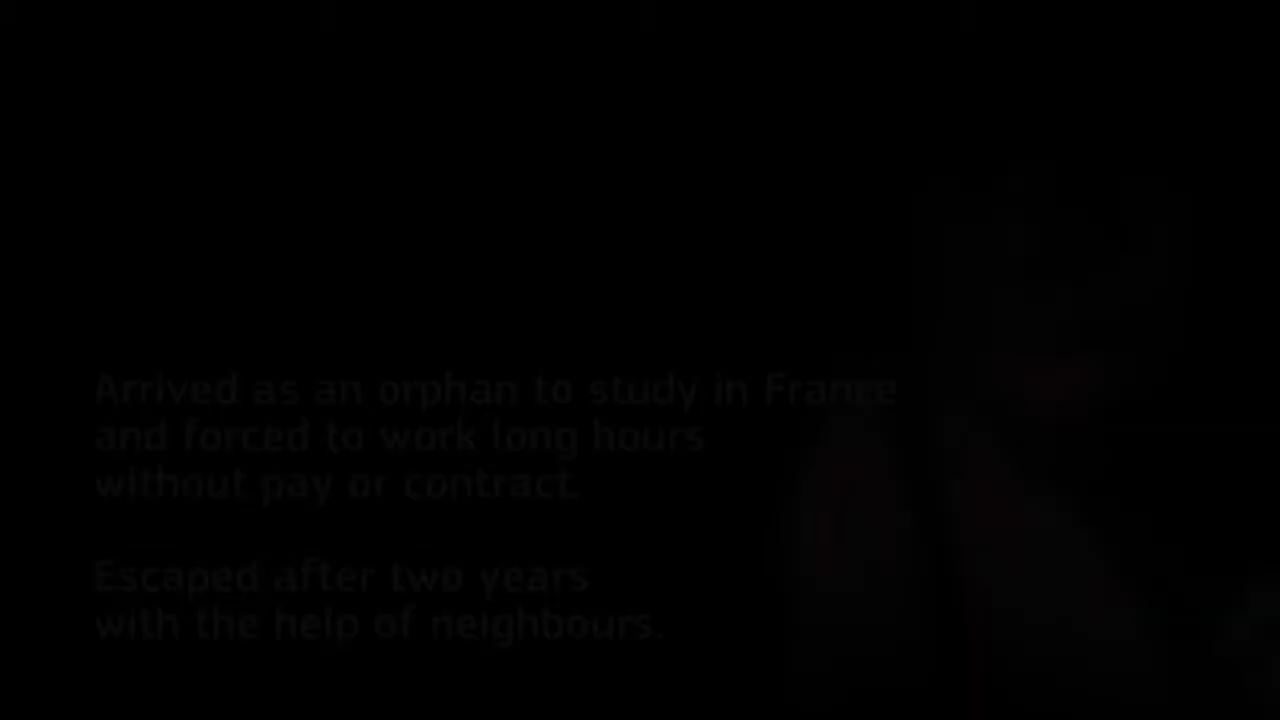 Arrived as an orphan to study in France
and forced to work long hours
without pay or contract.
Escaped after two years
with the help of neighbours.